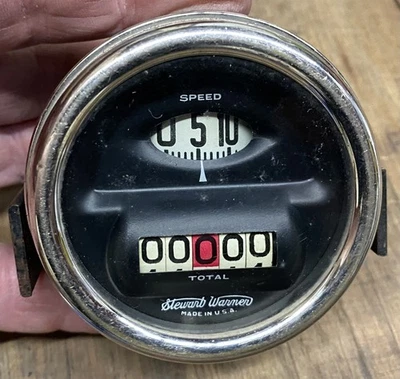 SPEED
0 5 10
00000
TOTAL
Stewart Warner
MADE IN U.S.A.